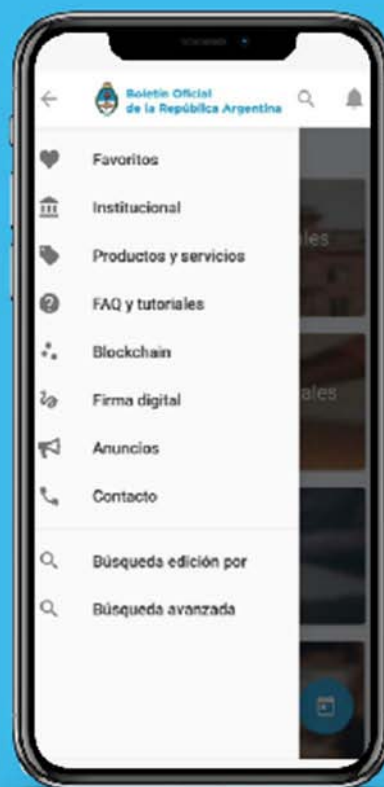 Boletín Oficial
de la República Argentina
Favoritos
Institucional
Productos y servicios
FAQ y tutoriales
Blockchain
Firma digital
Anuncios
Contacto
Búsqueda edición por
Búsqueda avanzada